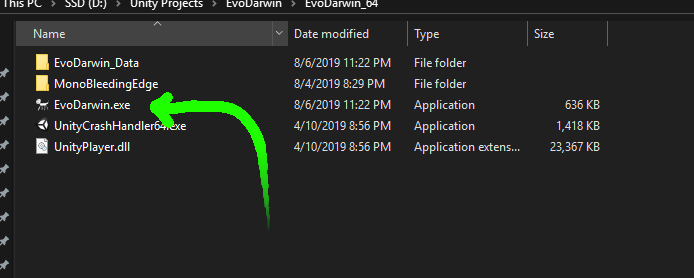 This PC > SSD (D:) > Unity Projects > EvoDarwin > EvoDarwin_64
Name Date modified Type Size
EvoDarwin_Data 8/6/2019 11:22 PM File folder
MonoBleedingEdge 8/4/2019 8:29 PM File folder
EvoDarwin.exe 8/6/2019 11:22 PM Application 636 KB
UnityCrashHandler64.exe 4/10/2019 8:56 PM Application 1,418 KB
UnityPlayer.dll 4/10/2019 8:56 PM Application extens... 23,367 KB